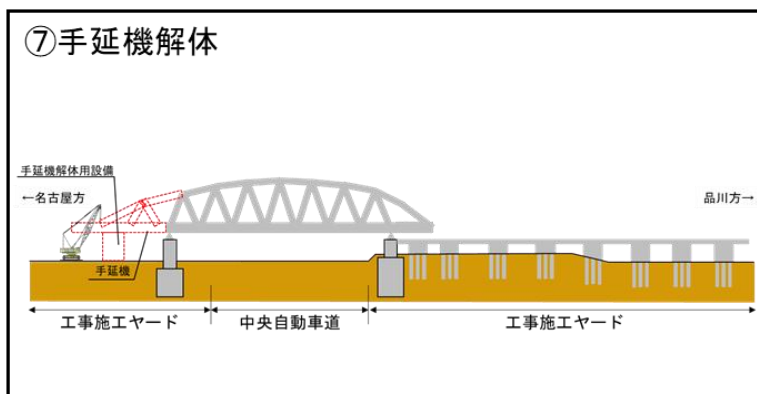 ⑦手延機解体
手延機解体用設備
←名古屋方
品川方→
手延機
工事施工ヤード
中央自動車道
工事施工ヤード